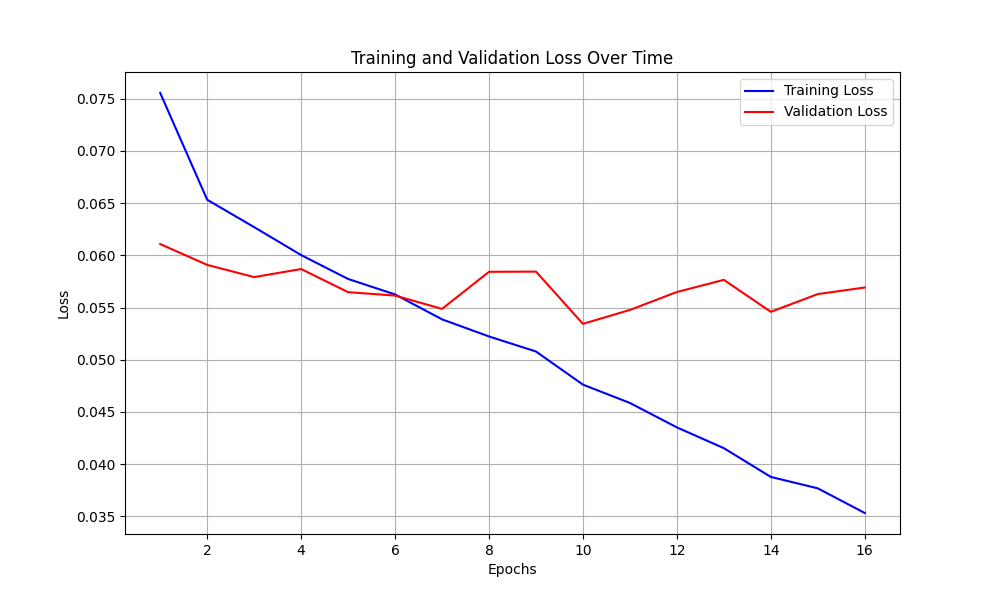 Training and Validation Loss Over Time
Training Loss
Validation Loss
0.075
0.070
0.065
0.060
0.055
0.050
0.045
0.040
0.035
Loss
2 4 6 8 10 12 14 16
Epochs